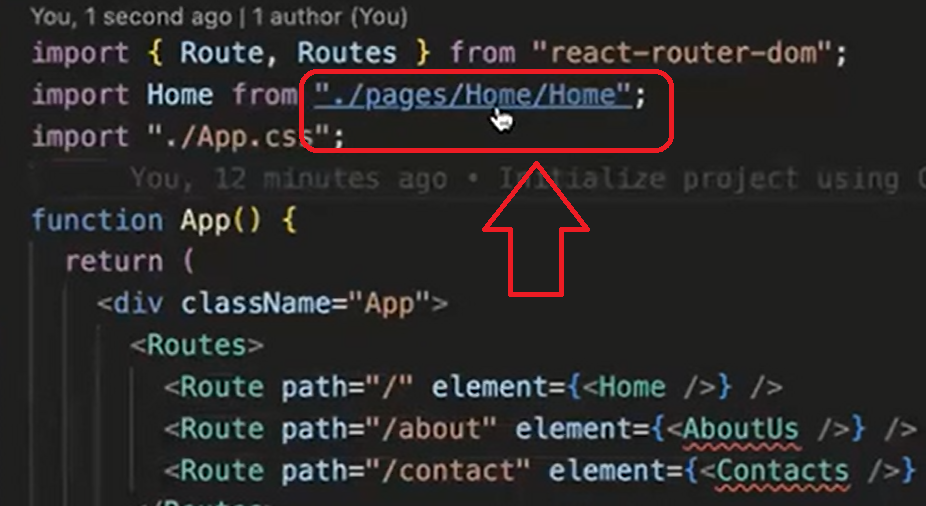 You, 1 second ago | 1 author (You)
import { Route, Routes } from "react-router-dom";
import Home from "./pages/Home/Home";
import "./App.css";
You, 12 minutes ago • Initialize project using
function App() {
return (
<div className="App">
<Routes>
<Route path="/" element={<Home />} />
<Route path="/about" element={<AboutUs />} />
<Route path="/contact" element={<Contacts />}